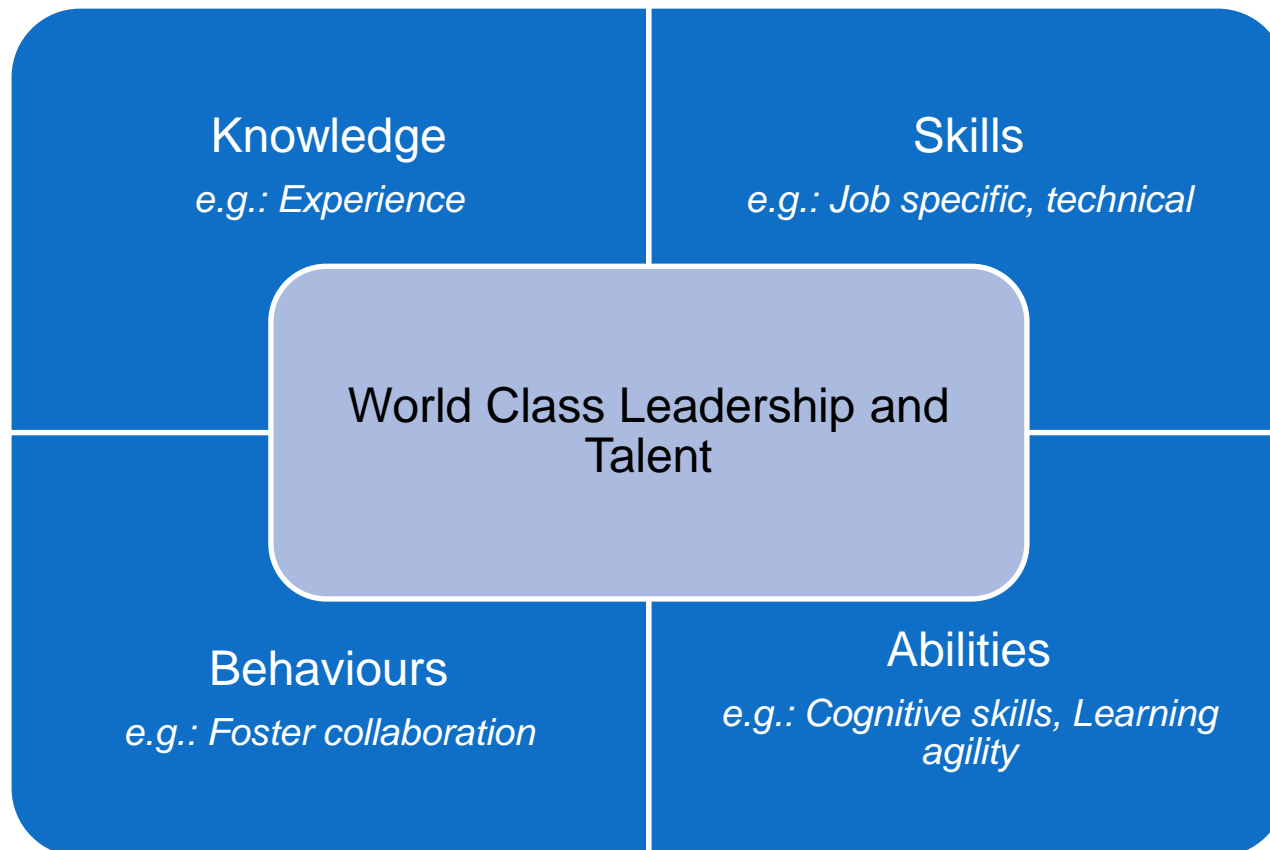 Knowledge
e.g.: Experience
Skills
e.g.: Job specific, technical
World Class Leadership and
Talent
Behaviours
e.g.: Foster collaboration
Abilities
e.g.: Cognitive skills, Learning
agility